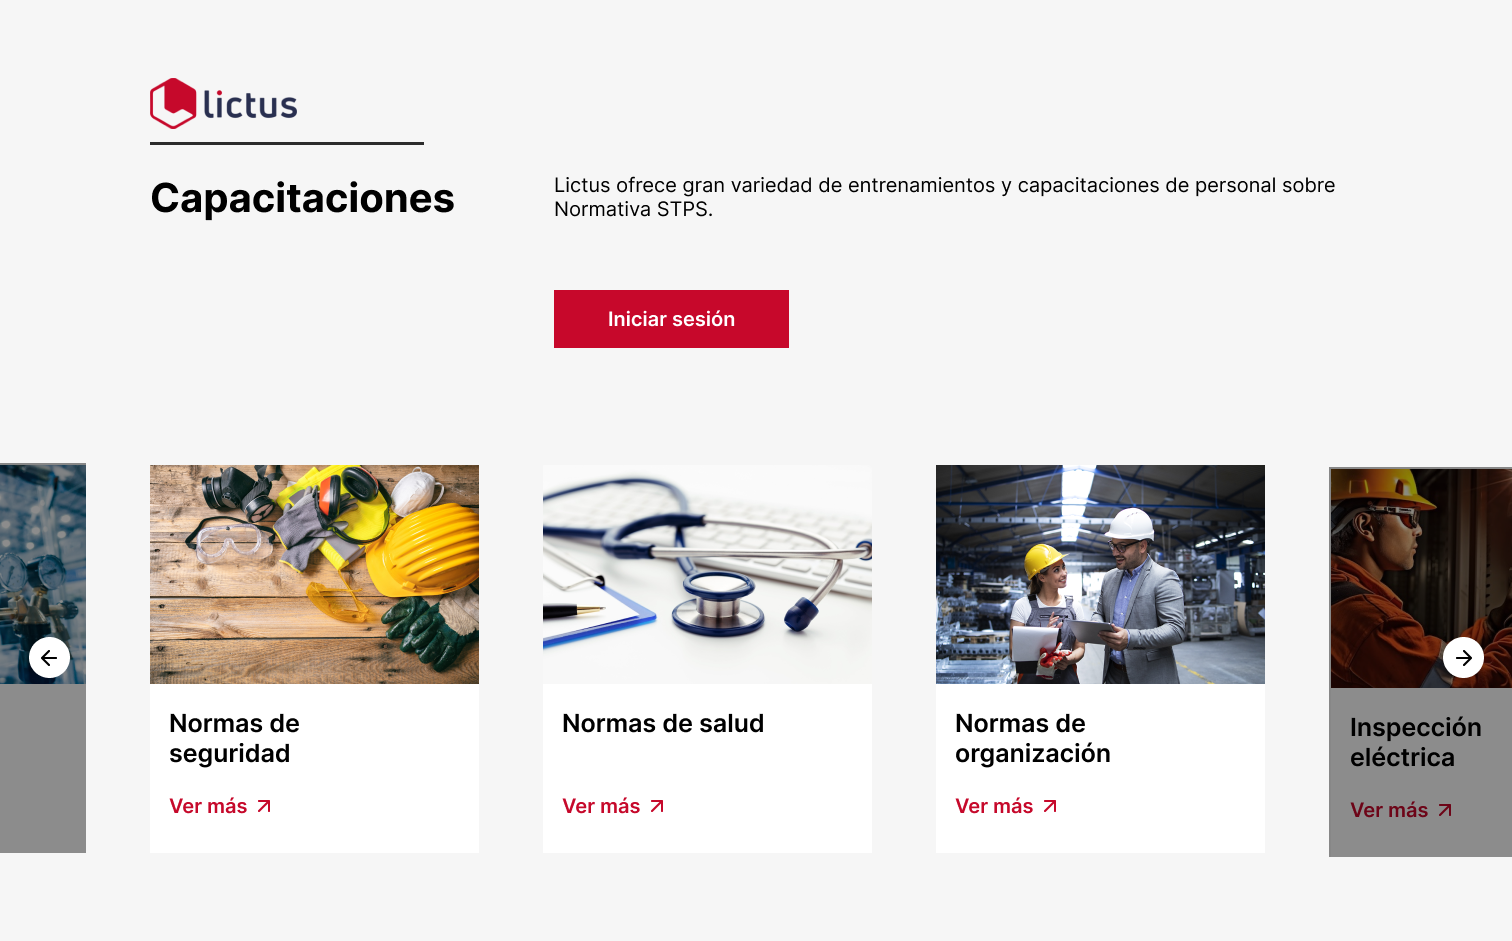 lictus
Capacitaciones
Lictus ofrece gran variedad de entrenamientos y capacitaciones de personal sobre
Normativa STPS.
Iniciar sesión
Normas de
seguridad
Ver más
Normas de salud
Ver más
Normas de
organización
Ver más
Inspección
eléctrica
Ver más